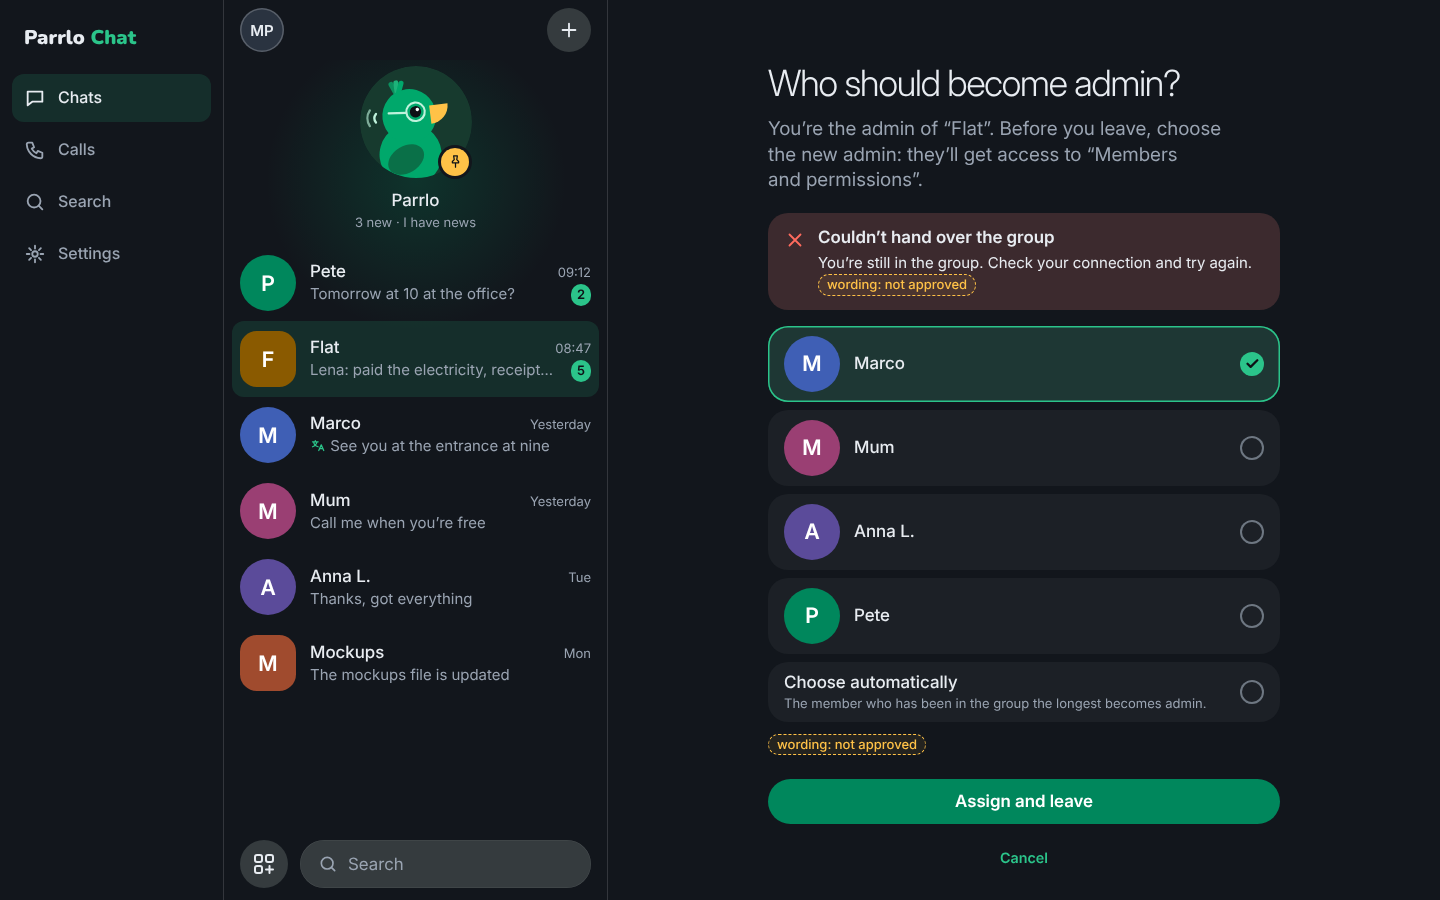 Parrlo Chat
Chats
Calls
Search
Settings
MP
Parrlo
3 new · I have news
P
Pete
09:12
Tomorrow at 10 at the office?
2
F
Flat
08:47
Lena: paid the electricity, receipt...
5
M
Marco
Yesterday
See you at the entrance at nine
M
Mum
Yesterday
Call me when you’re free
A
Anna L.
Tue
Thanks, got everything
M
Mockups
Mon
The mockups file is updated
Search
Who should become admin?
You’re the admin of “Flat”. Before you leave, choose
the new admin: they’ll get access to “Members
and permissions”.
Couldn’t hand over the group
You’re still in the group. Check your connection and try again.
wording: not approved
M
Marco
M
Mum
A
Anna L.
P
Pete
Choose automatically
The member who has been in the group the longest becomes admin.
wording: not approved
Assign and leave
Cancel